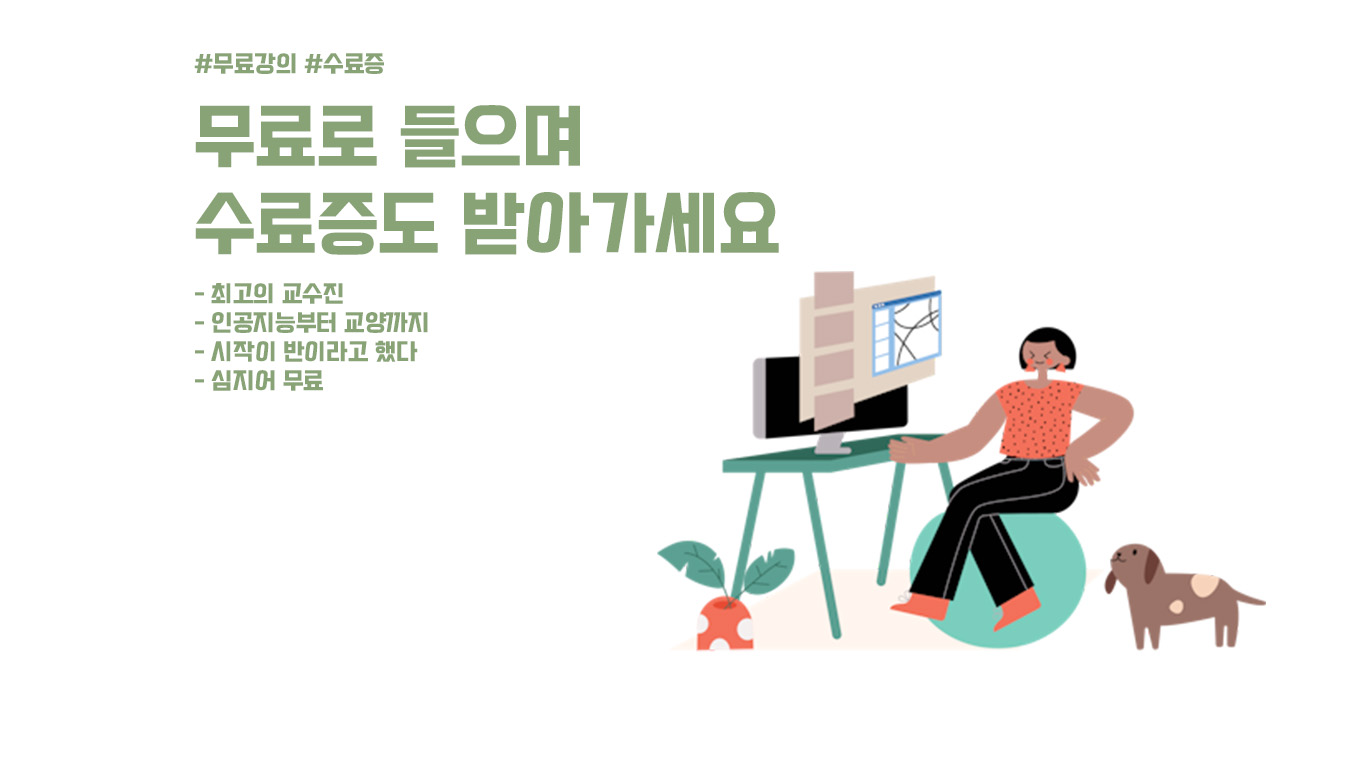 #무료강의 #수료증
무료로 들으며
수료증도 받아가세요
- 최고의 교수진
- 인공지능부터 교양까지
- 시작이 반이라고 했다
- 심지어 무료